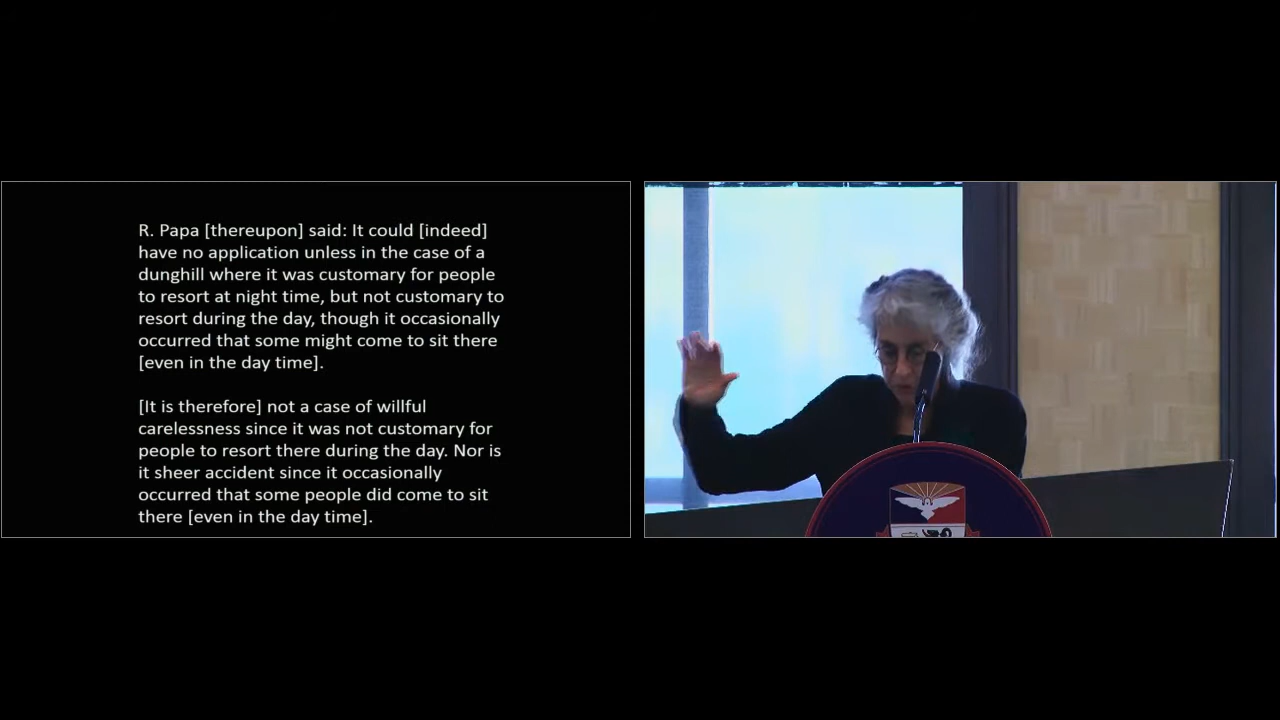 R. Papa [thereupon] said: It could [indeed]
have no application unless in the case of a
dunghill where it was customary for people
to resort at night time, but not customary to
resort during the day, though it occasionally
occurred that some might come to sit there
[even in the day time].
[It is therefore] not a case of willful
carelessness since it was not customary for
people to resort there during the day. Nor is
it sheer accident since it occasionally
occurred that some people did come to sit
there [even in the day time].